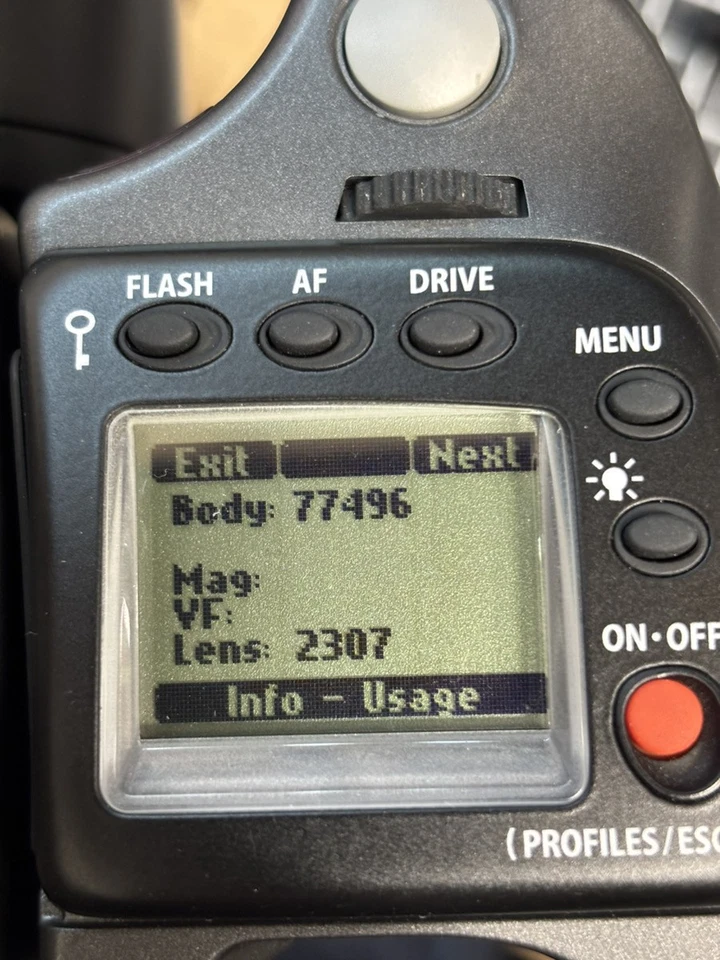 FLASH AF DRIVE
MENU
Exit Next
Body: 77496
Mag:
VF:
Lens: 2307
ON·OFF
Info - Usage
(PROFILES/ESC